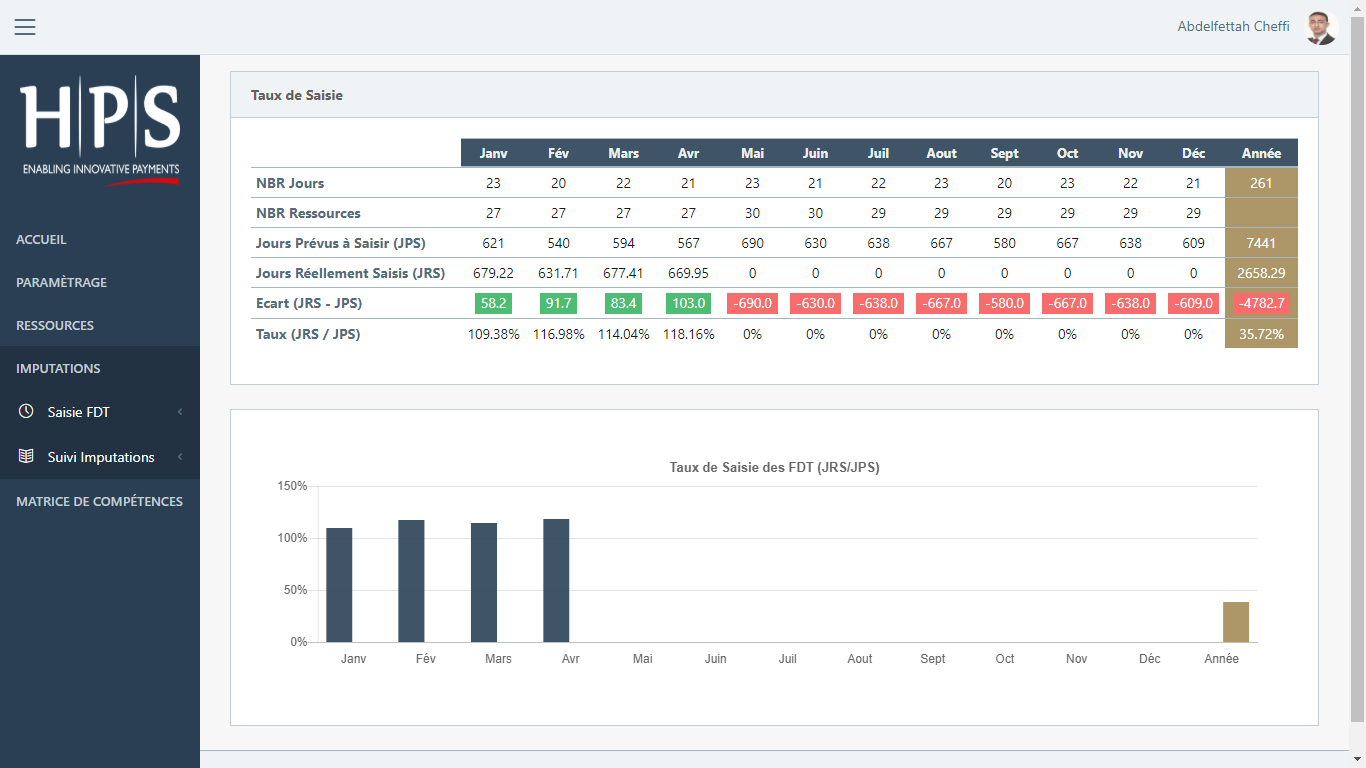 Abdelfettah Cheffi
H|P|S
ENABLING INNOVATIVE PAYMENTS
ACCUEIL
PARAMÈTRAGE
RESSOURCES
IMPUTATIONS
Saisie FDT
Suivi Imputations
MATRICE DE COMPÉTENCES
Taux de Saisie
Janv Fév Mars Avr Mai Juin Juil Aout Sept Oct Nov Déc Année
NBR Jours 23 20 22 21 23 21 22 23 20 23 22 21 261
NBR Ressources 27 27 27 27 30 30 29 29 29 29 29 29
Jours Prévus à Saisir (JPS) 621 540 594 567 690 630 638 667 580 667 638 609 7441
Jours Réellement Saisis (JRS) 679.22 631.71 677.41 669.95 0 0 0 0 0 0 0 0 2658.29
Ecart (JRS - JPS) 58.2 91.7 83.4 103.0 -690.0 -630.0 -638.0 -667.0 -580.0 -667.0 -638.0 -609.0 -4782.7
Taux (JRS / JPS) 109.38% 116.98% 114.04% 118.16% 0% 0% 0% 0% 0% 0% 0% 0% 35.72%
Taux de Saisie des FDT (JRS/JPS)
150%
100%
50%
0%
Janv Fév Mars Avr Mai Juin Juil Aout Sept Oct Nov Déc Année